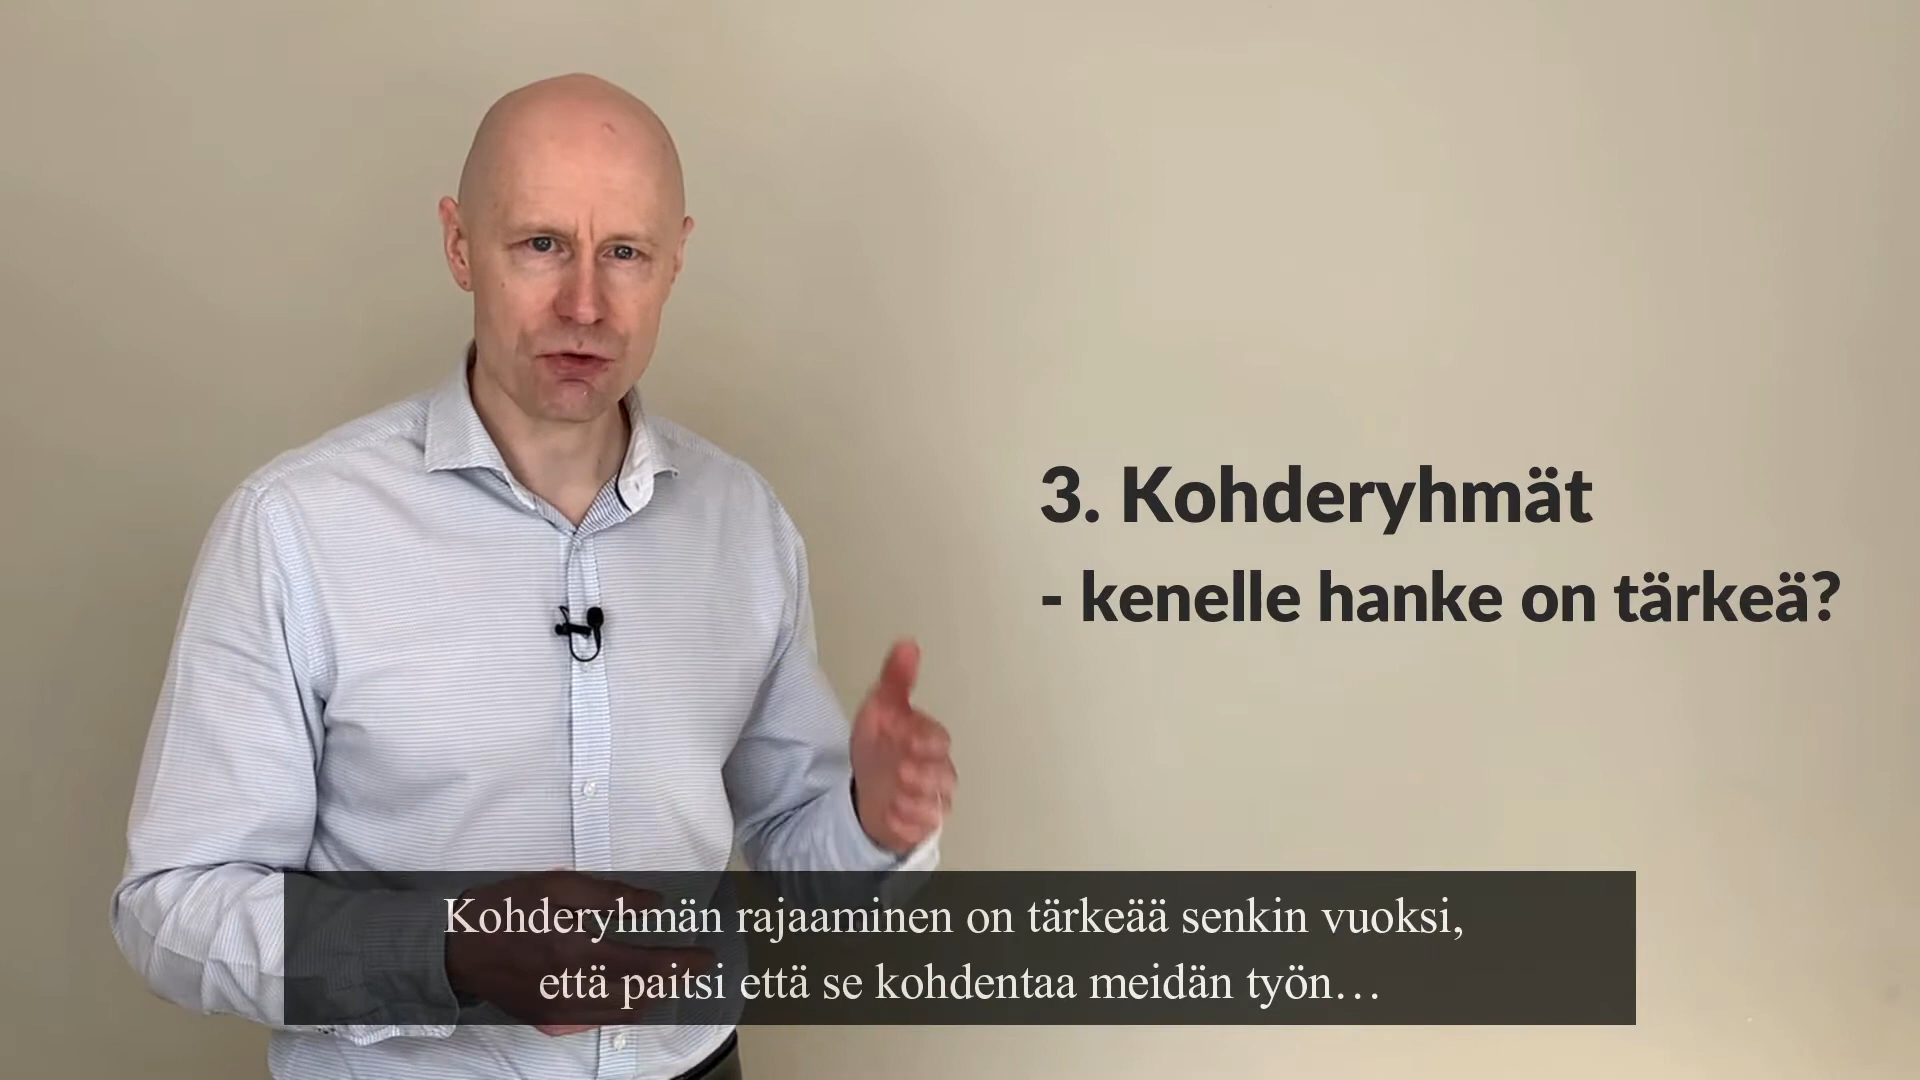 3. Kohderyhmät
- kenelle hanke on tärkeä?
Kohderyhmän rajaaminen on tärkeää senkin vuoksi,
että paitsi että se kohdentaa meidän työn…